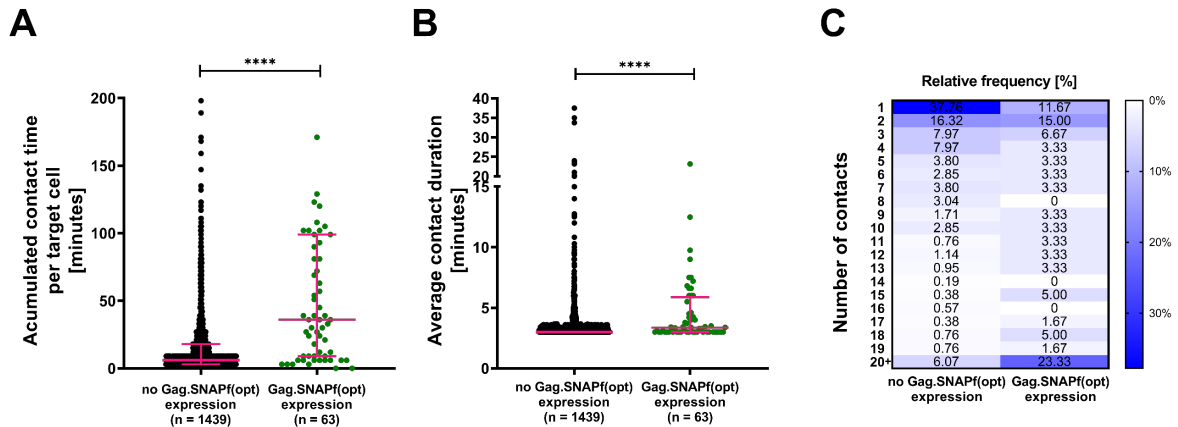 A
****
Acumulated contact time
per target cell
[minutes]
200
150
100
50
0
no Gag.SNAPf(opt)
expression
(n = 1439)
Gag.SNAPf(opt)
expression
(n = 63)
B
****
Average contact duration
[minutes]
40
35
30
25
20
15
10
5
0
no Gag.SNAPf(opt)
expression
(n = 1439)
Gag.SNAPf(opt)
expression
(n = 63)
C
Relative frequency [%]
Number of contacts
1 37.76 11.67
2 16.32 15.00
3 7.97 6.67
4 7.97 3.33
5 3.80 3.33
6 2.85 3.33
7 3.80 3.33
8 3.04 0
9 1.71 3.33
10 2.85 3.33
11 0.76 3.33
12 1.14 3.33
13 0.95 3.33
14 0.19 0
15 0.38 5.00
16 0.57 0
17 0.38 1.67
18 0.76 5.00
19 0.76 1.67
20+ 6.07 23.33
no Gag.SNAPf(opt)
expression
Gag.SNAPf(opt)
expression
0%
10%
20%
30%